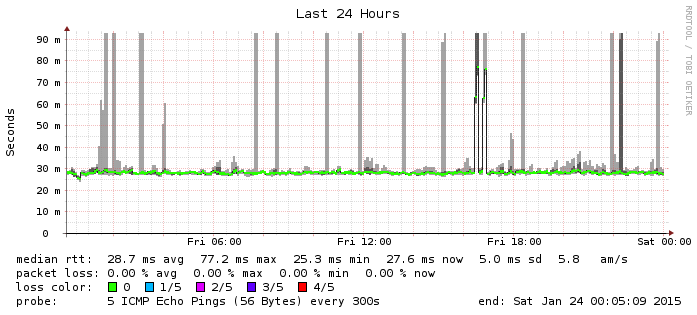 Last 24 Hours
RRDTOOL / TOBI OETIKER
Seconds
90 m
80 m
70 m
60 m
50 m
40 m
30 m
20 m
10 m
0
Fri 06:00 Fri 12:00 Fri 18:00 Sat 00:00
median rtt: 28.7 ms avg 77.2 ms max 25.3 ms min 27.6 ms now 5.0 ms sd 5.8 am/s
packet loss: 0.00 % avg 0.00 % max 0.00 % min 0.00 % now
loss color: 0 1/5 2/5 3/5 4/5
probe: 5 ICMP Echo Pings (56 Bytes) every 300s end: Sat Jan 24 00:05:09 2015